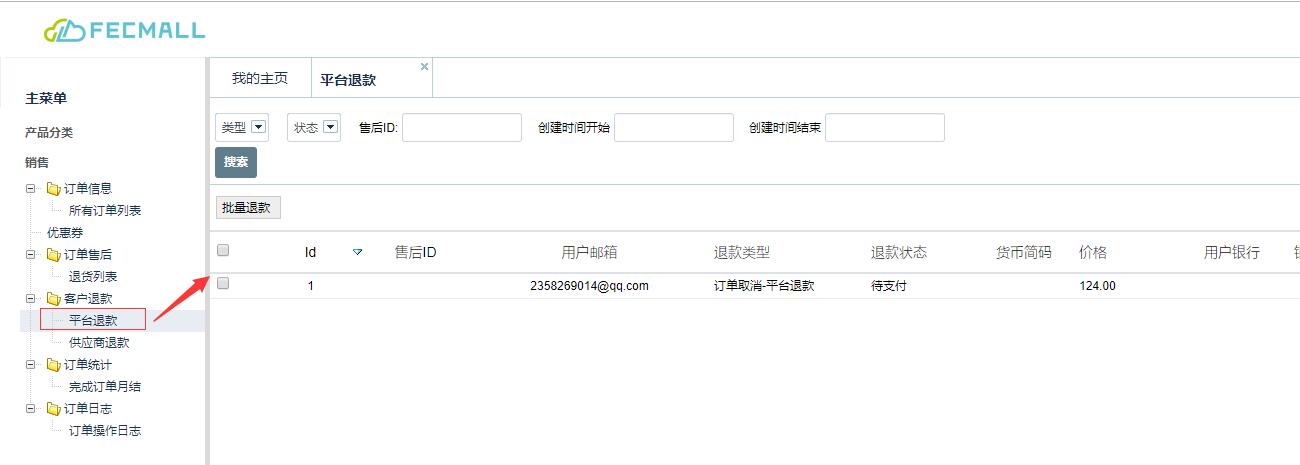 FECMALL
我的主页
平台退款
主菜单
产品分类
销售
订单信息
所有订单列表
优惠券
订单售后
退货列表
客户退款
平台退款
供应商退款
订单统计
完成订单月结
订单日志
订单操作日志
类型 状态 售后ID: 创建时间开始 创建时间结束
搜索
批量退款
Id 售后ID 用户邮箱 退款类型 退款状态 货币简码 价格 用户银行
1 2358269014@qq.com 订单取消-平台退款 待支付 124.00